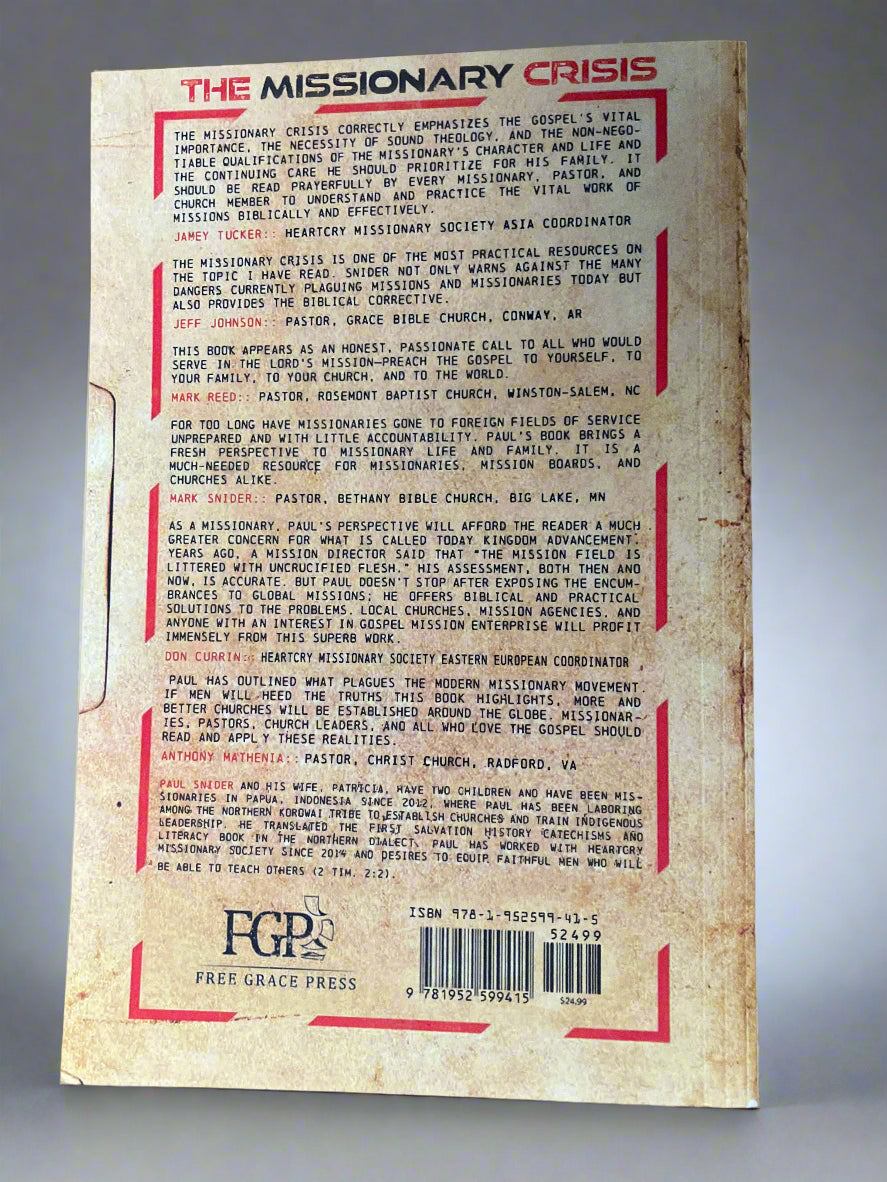 THE MISSIONARY CRISIS
THE MISSIONARY CRISIS CORRECTLY EMPHASIZES THE GOSPEL'S VITAL
IMPORTANCE, THE NECESSITY OF SOUND THEOLOGY, AND THE NON-NEGO-
TIABLE QUALIFICATIONS OF THE MISSIONARY'S CHARACTER AND LIFE AND
THE CONTINUING CARE HE SHOULD PRIORITIZE FOR HIS FAMILY. IT
SHOULD BE READ PRAYERFULLY BY EVERY MISSIONARY, PASTOR, AND
CHURCH MEMBER TO UNDERSTAND AND PRACTICE THE VITAL WORK OF
MISSIONS BIBLICALLY AND EFFECTIVELY.
JAMEY TUCKER:: HEARTCRY MISSIONARY SOCIETY ASIA COORDINATOR
THE MISSIONARY CRISIS IS ONE OF THE MOST PRACTICAL RESOURCES ON
THE TOPIC I HAVE READ. SNIDER NOT ONLY WARNS AGAINST THE MANY
DANGERS CURRENTLY PLAGUING MISSIONS AND MISSIONARIES TODAY BUT
ALSO PROVIDES THE BIBLICAL CORRECTIVE.
JEFF JOHNSON:: PASTOR, GRACE BIBLE CHURCH, CONWAY, AR
THIS BOOK APPEARS AS AN HONEST, PASSIONATE CALL TO ALL WHO WOULD
SERVE IN THE LORD'S MISSION—PREACH THE GOSPEL TO YOURSELF, TO
YOUR FAMILY, TO YOUR CHURCH, AND TO THE WORLD.
MARK REED:: PASTOR, ROSEMONT BAPTIST CHURCH, WINSTON-SALEM, NC
FOR TOO LONG HAVE MISSIONARIES GONE TO FOREIGN FIELDS OF SERVICE
UNPREPARED AND WITH LITTLE ACCOUNTABILITY. PAUL'S BOOK BRINGS A
FRESH PERSPECTIVE TO MISSIONARY LIFE AND FAMILY. IT IS A
MUCH-NEEDED RESOURCE FOR MISSIONARIES, MISSION BOARDS, AND
CHURCHES ALIKE.
MARK SNIDER:: PASTOR, BETHANY BIBLE CHURCH, BIG LAKE, MN
AS A MISSIONARY, PAUL'S PERSPECTIVE WILL AFFORD THE READER A MUCH
GREATER CONCERN FOR WHAT IS CALLED TODAY KINGDOM ADVANCEMENT.
YEARS AGO, A MISSION DIRECTOR SAID THAT "THE MISSION FIELD IS
LITTERED WITH UNCRUCIFIED FLESH." HIS ASSESSMENT, BOTH THEN AND
NOW, IS ACCURATE. BUT PAUL DOESN'T STOP AFTER EXPOSING THE ENCUM-
BRANCES TO GLOBAL MISSIONS; HE OFFERS BIBLICAL AND PRACTICAL
SOLUTIONS TO THE PROBLEMS. LOCAL CHURCHES, MISSION AGENCIES, AND
ANYONE WITH AN INTEREST IN GOSPEL MISSION ENTERPRISE WILL PROFIT
IMMENSELY FROM THIS SUPERB WORK.
DON CURRIN:: HEARTCRY MISSIONARY SOCIETY EASTERN EUROPEAN COORDINATOR
PAUL HAS OUTLINED WHAT PLAGUES THE MODERN MISSIONARY MOVEMENT.
IF MEN WILL HEED THE TRUTHS THIS BOOK HIGHLIGHTS, MORE AND
BETTER CHURCHES WILL BE ESTABLISHED AROUND THE GLOBE. MISSIONAR-
IES, PASTORS, CHURCH LEADERS, AND ALL WHO LOVE THE GOSPEL SHOULD
READ AND APPLY THESE REALITIES.
ANTHONY MATHENIA:: PASTOR, CHRIST CHURCH, RADFORD, VA
PAUL SNIDER AND HIS WIFE, PATRICIA, HAVE TWO CHILDREN AND HAVE BEEN MIS-
SIONARIES IN PAPUA, INDONESIA SINCE 2012, WHERE PAUL HAS BEEN LABORING
AMONG THE NORTHERN KOROWAI TRIBE TO ESTABLISH CHURCHES AND TRAIN INDIGENOUS
LEADERSHIP. HE TRANSLATED THE FIRST SALVATION HISTORY CATECHISMS AND
LITERACY BOOK IN THE NORTHERN DIALECT. PAUL HAS WORKED WITH HEARTCRY
MISSIONARY SOCIETY SINCE 2014 AND DESIRES TO EQUIP FAITHFUL MEN WHO WILL
BE ABLE TO TEACH OTHERS (2 TIM. 2:2).
FGP
FREE GRACE PRESS
ISBN 978-1-952599-41-5
52499
9 781952 599415
$24.99